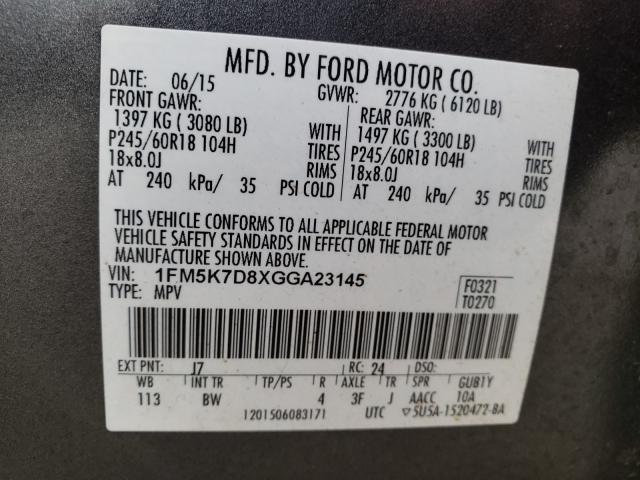 MFD. BY FORD MOTOR CO.
DATE: 06/15 GVWR: 2776 KG ( 6120 LB)
FRONT GAWR: REAR GAWR:
1397 KG ( 3080 LB) WITH 1497 KG ( 3300 LB) WITH
P245/60R18 104H TIRES P245/60R18 104H TIRES
18x8.0J RIMS 18x8.0J RIMS
AT 240 kPa/ 35 PSI COLD AT 240 kPa/ 35 PSI COLD
THIS VEHICLE CONFORMS TO ALL APPLICABLE FEDERAL MOTOR
VEHICLE SAFETY STANDARDS IN EFFECT ON THE DATE OF
MANUFACTURE SHOWN ABOVE.
VIN: 1FM5K7D8XGGA23145 F0321
TYPE: MPV T0270
EXT PNT: J7 RC: 24 DSO:
WB INT TR TP/PS R AXLE TR SPR GUB1Y
113 BW 4 3F J AACC 10A
1201506083171 UTC ▽5U5A-1520472-BA